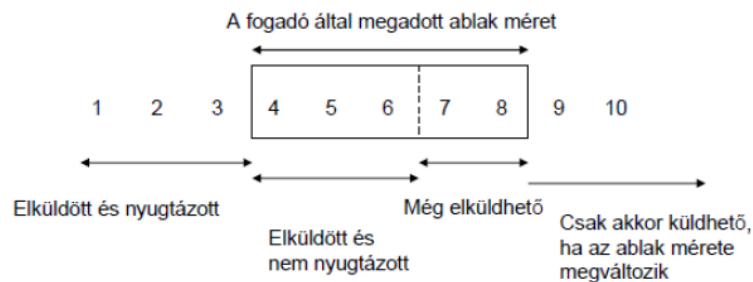 A fogadó által megadott ablak méret
1 2 3 4 5 6 7 8 9 10
Elküldött és nyugtázott
Elküldött és
nem nyugtázott
Még elküldhető
Csak akkor küldhető,
ha az ablak mérete
megváltozik